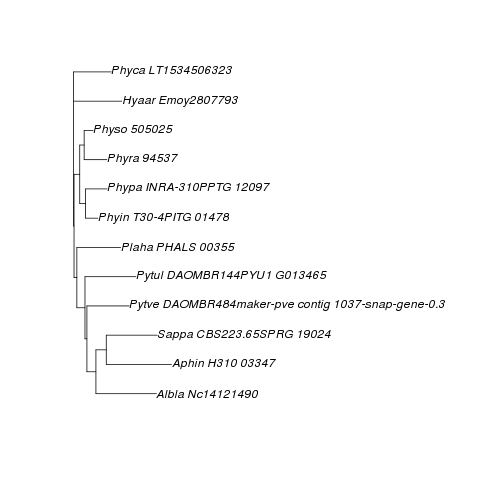 Phyca LT1534506323
Hyaar Emoy2807793
Physo 505025
Phyra 94537
Phypa INRA-310PPTG 12097
Phyin T30-4PITG 01478
Plaha PHALS 00355
Pytul DAOMBR144PYU1 G013465
Pytve DAOMBR484maker-pve contig 1037-snap-gene-0.3
Sappa CBS223.65SPRG 19024
Aphin H310 03347
Albla Nc14121490